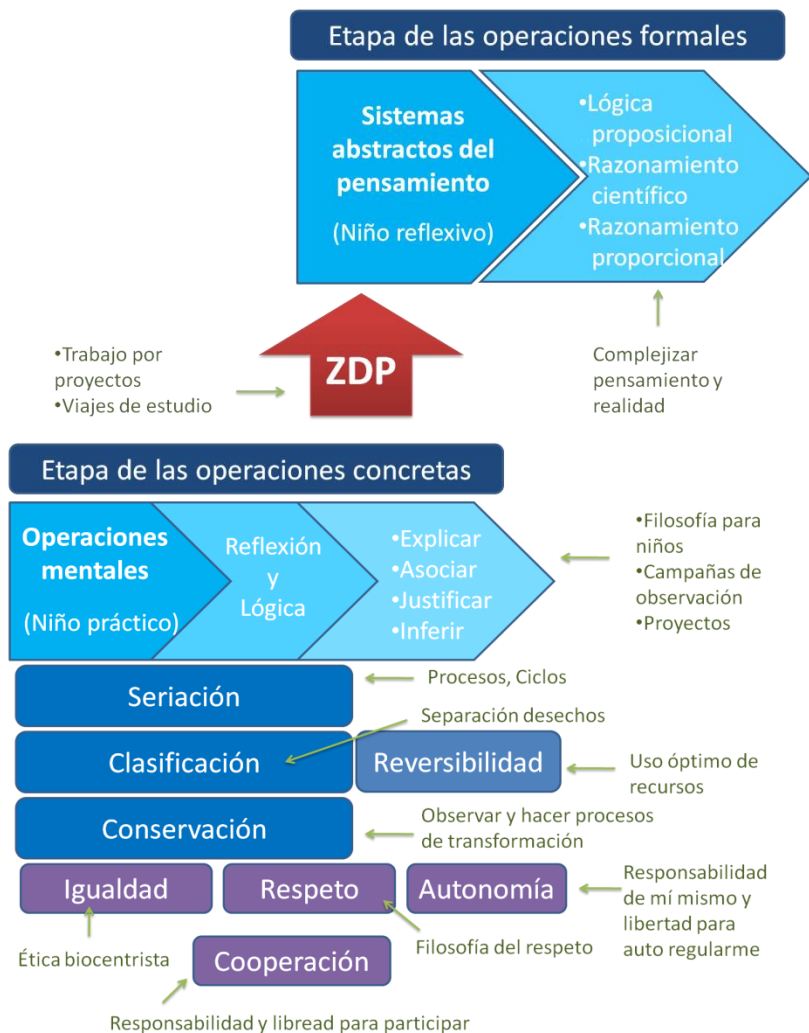 Etapa de las operaciones formales
Sistemas
abstractos del
pensamiento
(Niño reflexivo)
•Lógica
proposicional
•Razonamiento
científico
•Razonamiento
proporcional
•Trabajo por
proyectos
•Viajes de estudio
ZDP
Complejizar
pensamiento y
realidad
Etapa de las operaciones concretas
Operaciones
mentales
(Niño práctico)
Reflexión
y
Lógica
•Explicar
•Asociar
•Justificar
•Inferir
•Filosofía para
niños
•Campañas de
observación
•Proyectos
Seriación
Procesos, Ciclos
Separación desechos
Clasificación
Reversibilidad
Uso óptimo de
recursos
Conservación
Observar y hacer procesos
de transformación
Igualdad
Respeto
Autonomía
Responsabilidad
de mí mismo y
libertad para
auto regularme
Ética biocentrista
Cooperación
Filosofía del respeto
Responsabilidad y libread para participar